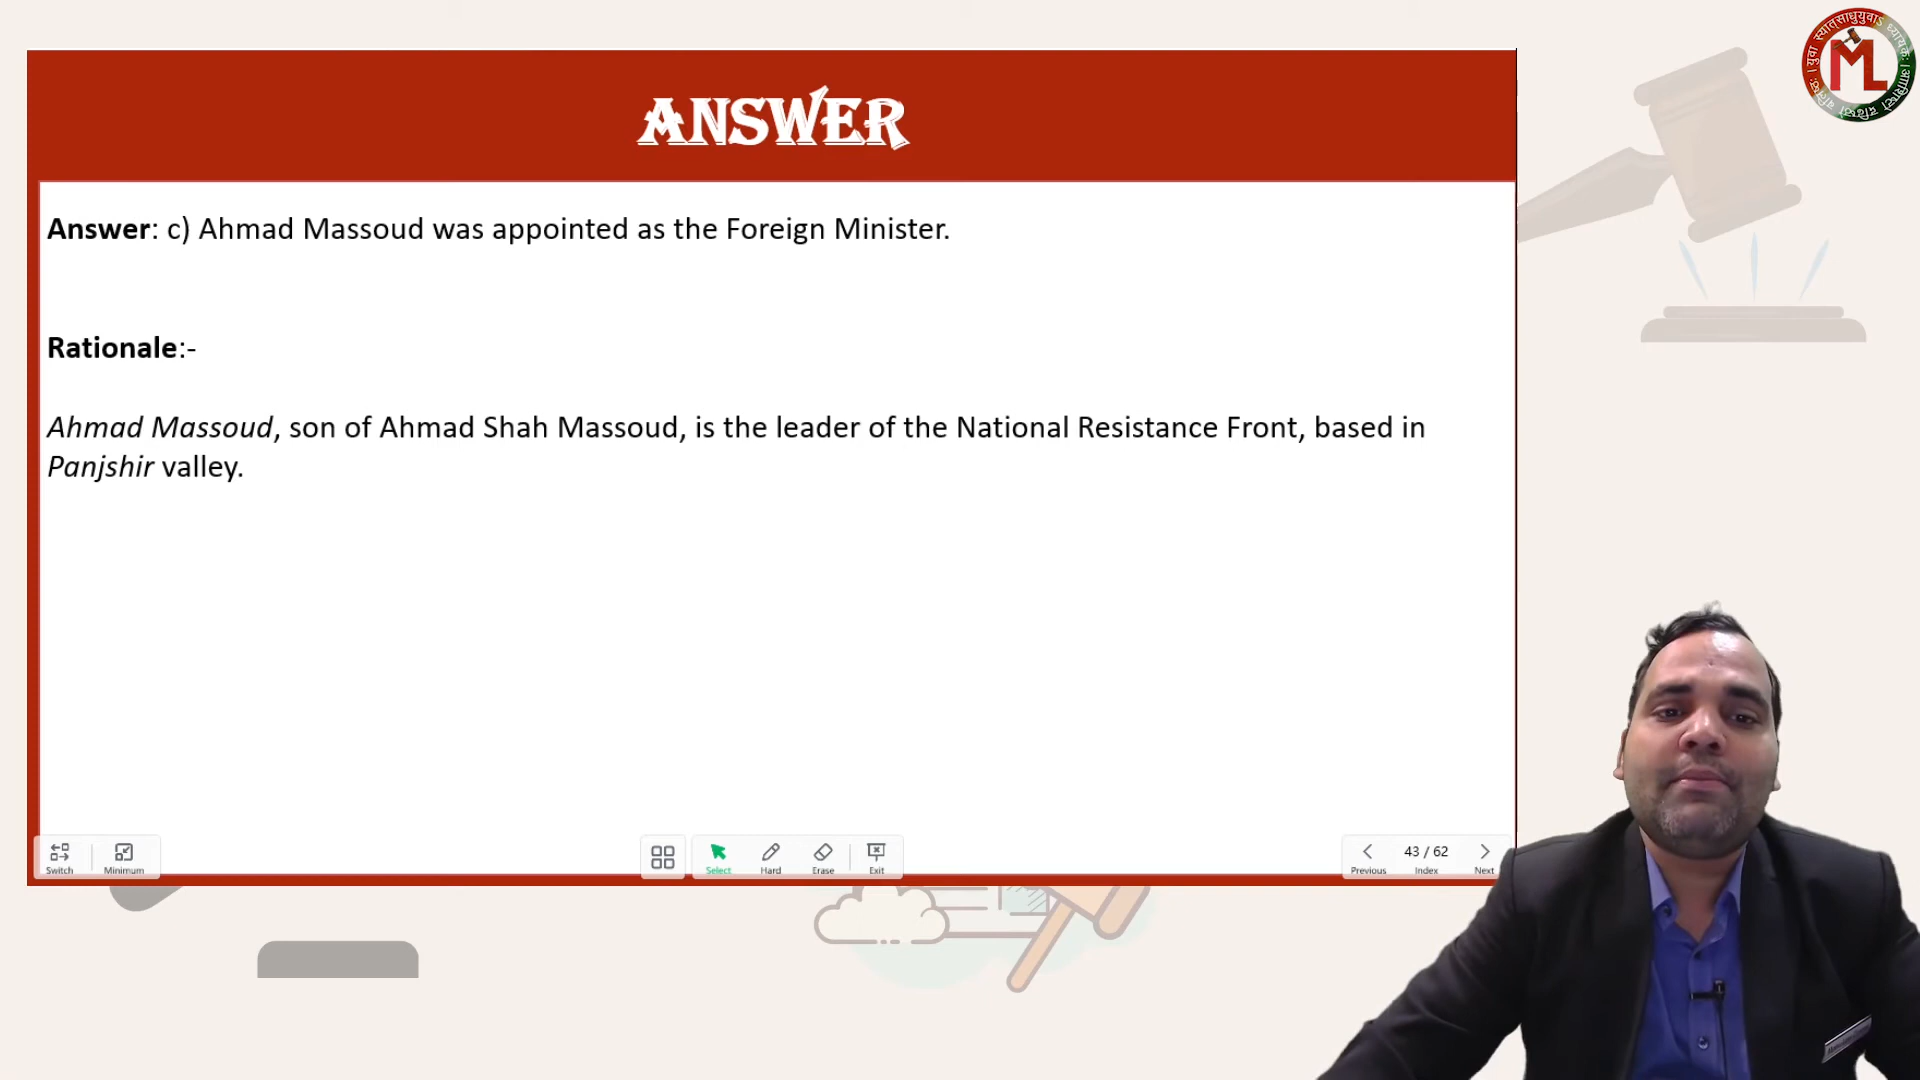 ANSWER
Answer: c) Ahmad Massoud was appointed as the Foreign Minister.
Rationale:-
Ahmad Massoud, son of Ahmad Shah Massoud, is the leader of the National Resistance Front, based in
Panjshir valley.
Switch
Minimum
Select
Hard
Erase
Exit
43 / 62
Previous
Index
Next
ML